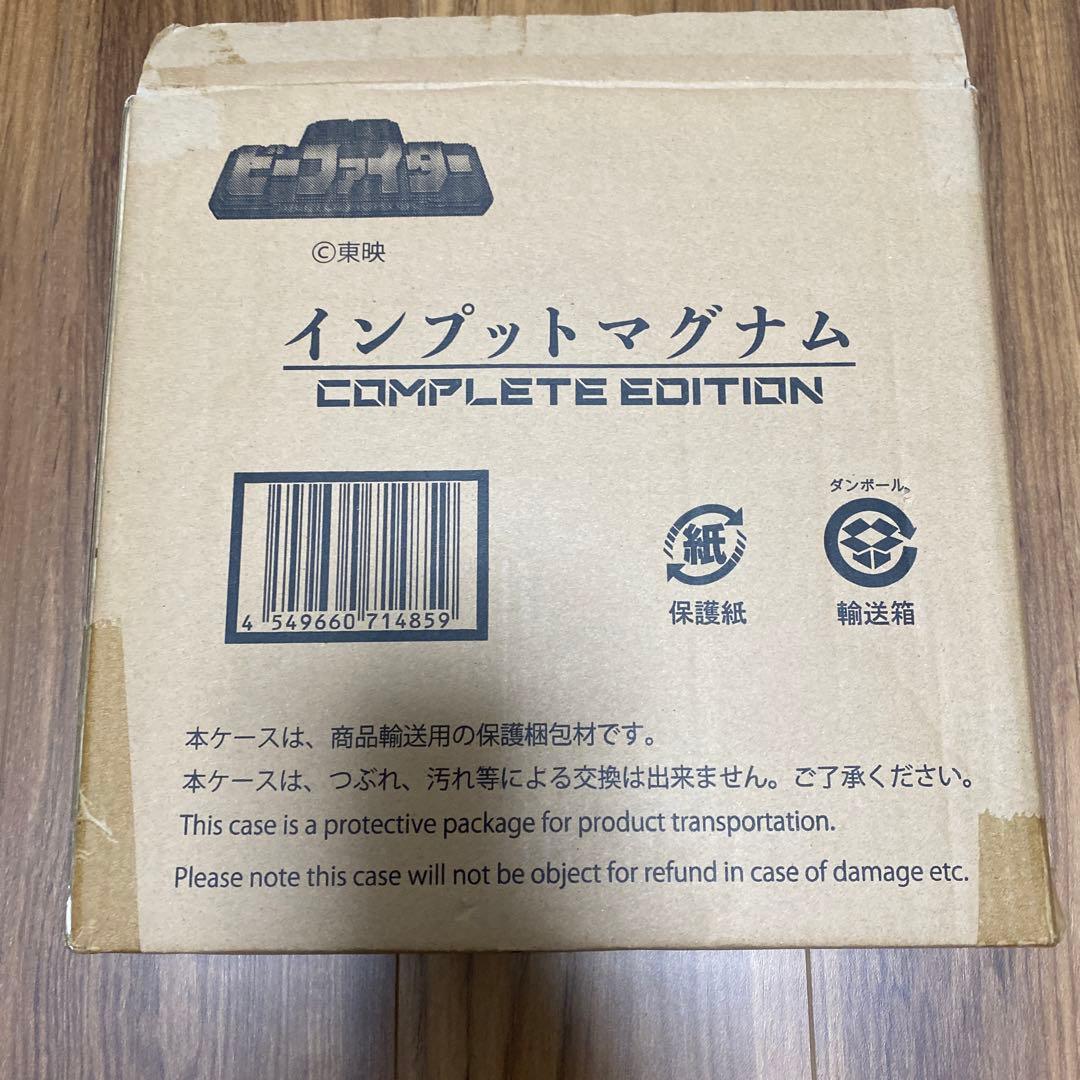 ビーファイター
©東映
インプットマグナム
COMPLETE EDITION
4 549660 714859
ダンボール
紙
保護紙
輸送箱
本ケースは、商品輸送用の保護梱包材です。
本ケースは、つぶれ、汚れ等による交換は出来ません。ご了承ください。
This case is a protective package for product transportation.
Please note this case will not be object for refund in case of damage etc.